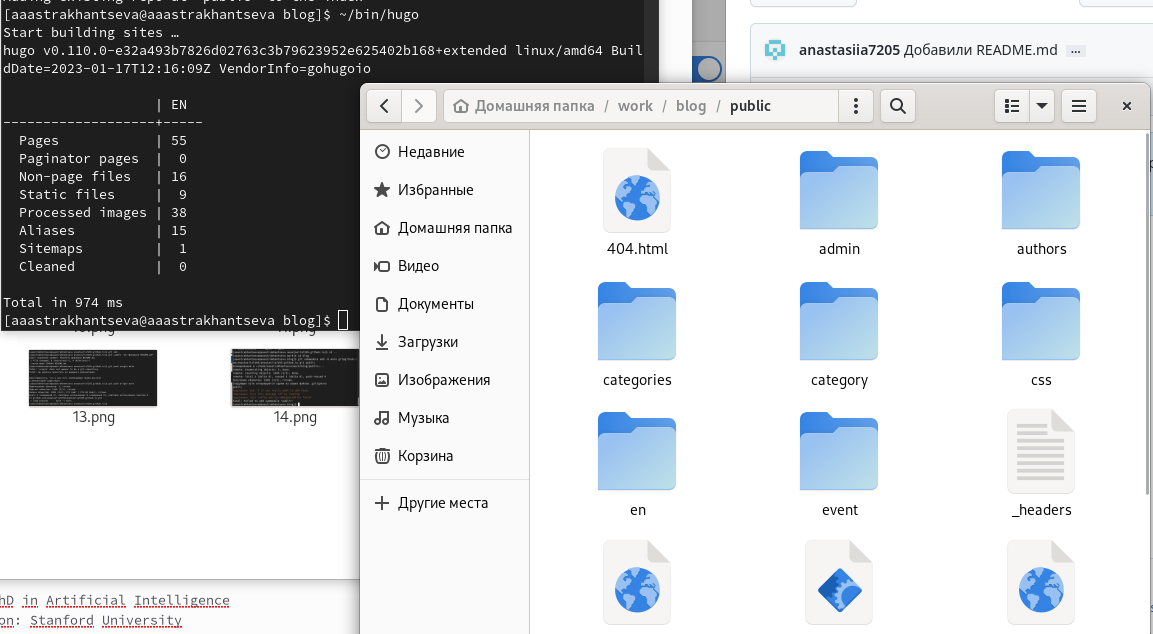 [aaastrakhantseva@aaastrakhantseva blog]$ ~/bin/hugo
Start building sites …
hugo v0.110.0-e32a493b7826d02763c3b79623952e625402b168+extended linux/amd64 Buil
dDate=2023-01-17T12:16:09Z VendorInfo=gohugoio
| EN
-------------------+-----
Pages | 55
Paginator pages | 0
Non-page files | 16
Static files | 9
Processed images | 38
Aliases | 15
Sitemaps | 1
Cleaned | 0
Total in 974 ms
[aaastrakhantseva@aaastrakhantseva blog]$
anastasiia7205 Добавили README.md ...
Домашняя папка / work / blog / public
Недавние
Избранные
Домашняя папка
Видео
Документы
Загрузки
Изображения
Музыка
Корзина
Другие места
404.html
admin
authors
categories
category
css
en
event
_headers
13.png
14.png
hD in Artificial Intelligence
on: Stanford University